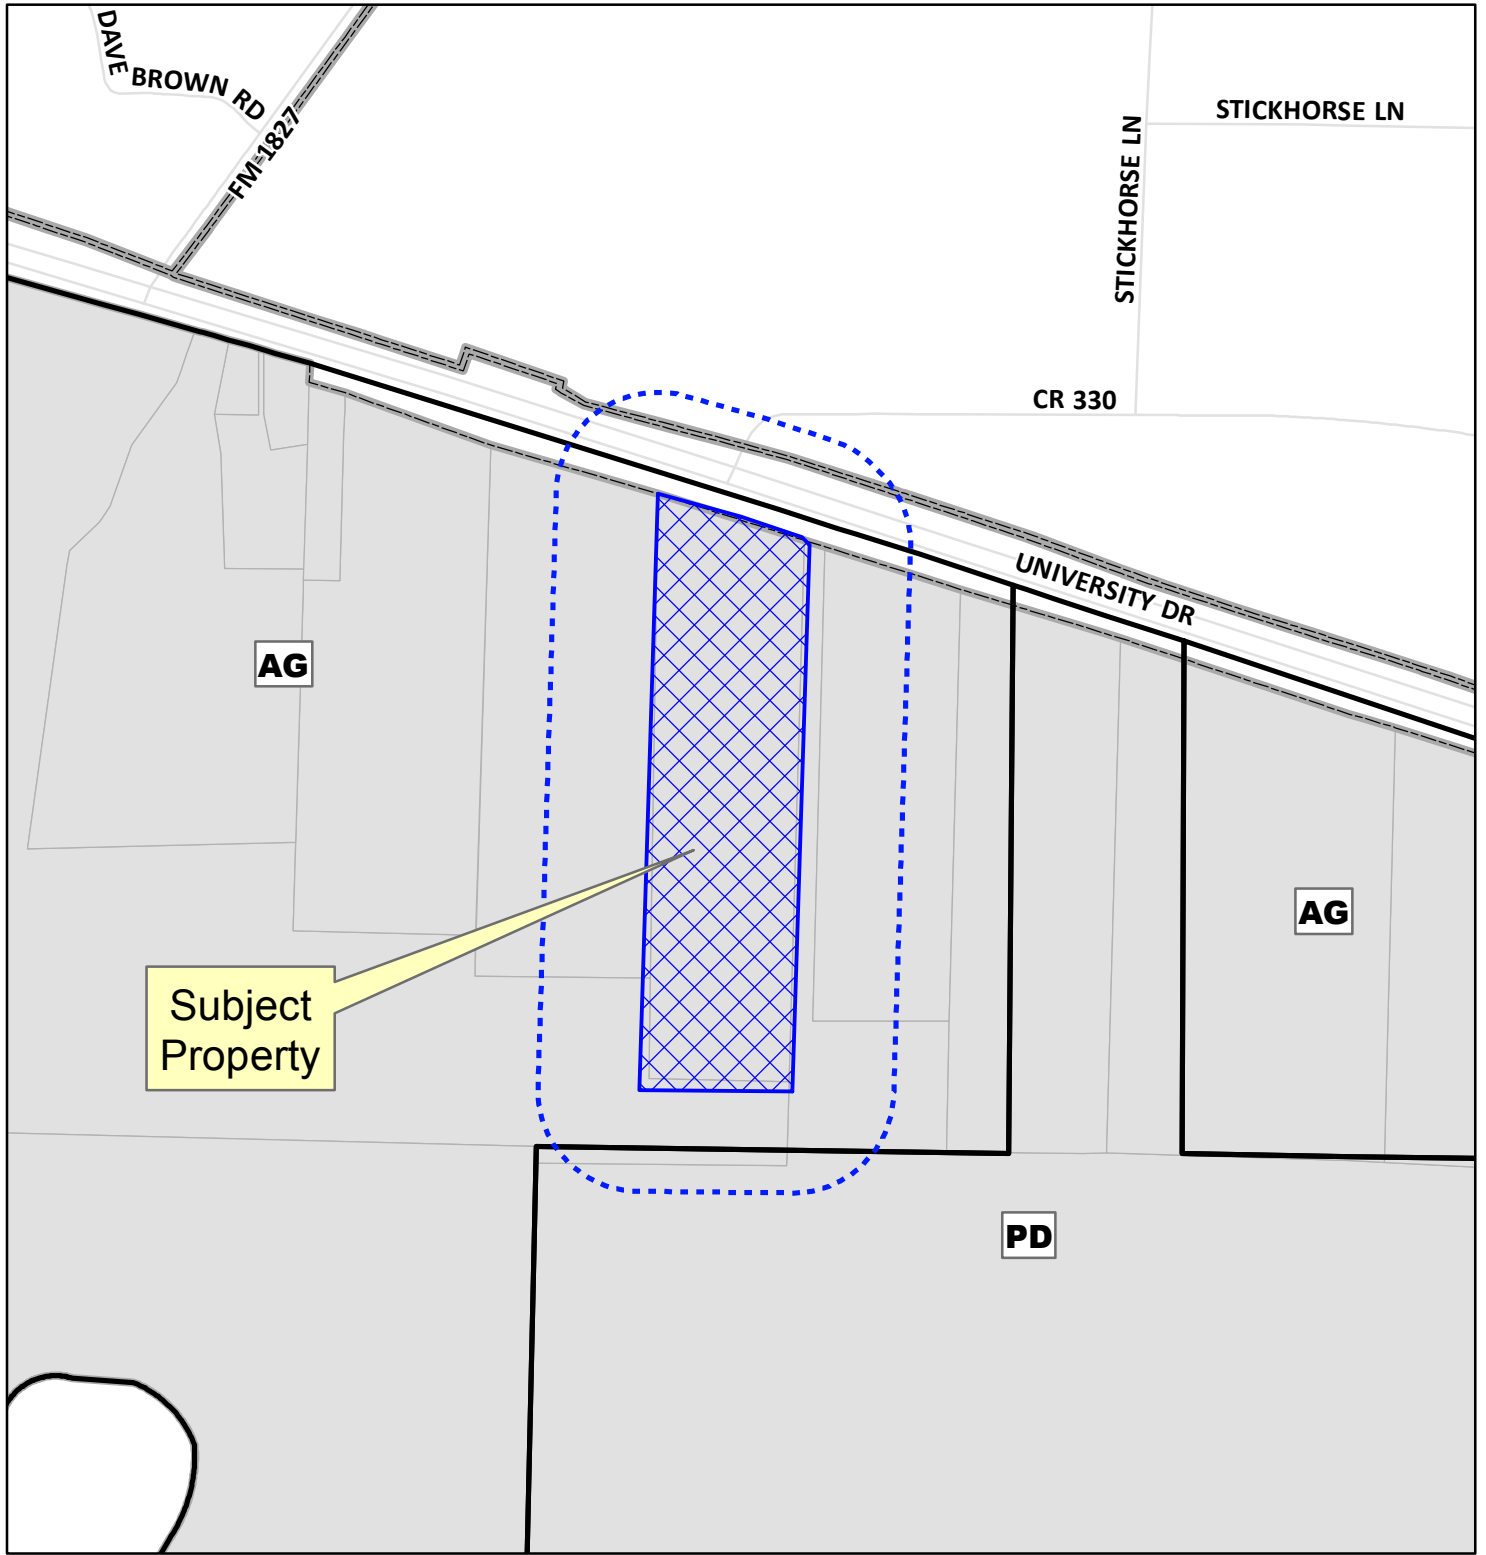 DAVE
BROWN RD
FM 1827
STICKHORSE LN
STICKHORSE LN
CR 330
UNIVERSITY DR
AG
AG
Subject
Property
PD